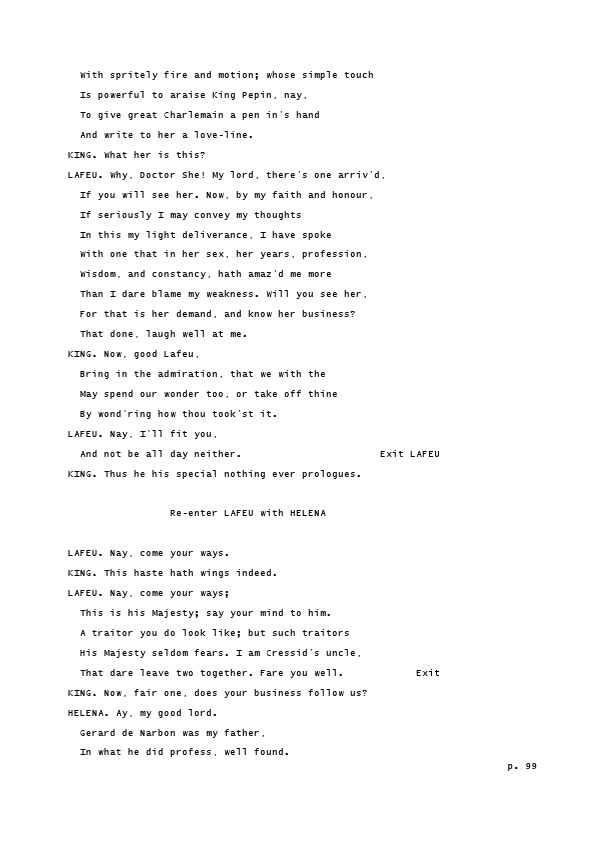 With spritely fire and motion; whose simple touch
Is powerful to araise King Pepin, nay,
To give great Charlemain a pen in's hand
And write to her a love-line.
KING. What her is this?
LAFEU. Why, Doctor She! My lord, there's one arriv'd,
If you will see her. Now, by my faith and honour,
If seriously I may convey my thoughts
In this my light deliverance, I have spoke
With one that in her sex, her years, profession,
Wisdom, and constancy, hath amaz'd me more
Than I dare blame my weakness. Will you see her,
For that is her demand, and know her business?
That done, laugh well at me.
KING. Now, good Lafeu,
Bring in the admiration, that we with the
May spend our wonder too, or take off thine
By wond'ring how thou took'st it.
LAFEU. Nay, I'll fit you,
And not be all day neither. Exit LAFEU
KING. Thus he his special nothing ever prologues.
Re-enter LAFEU with HELENA
LAFEU. Nay, come your ways.
KING. This haste hath wings indeed.
LAFEU. Nay, come your ways;
This is his Majesty; say your mind to him.
A traitor you do look like; but such traitors
His Majesty seldom fears. I am Cressid's uncle,
That dare leave two together. Fare you well. Exit
KING. Now, fair one, does your business follow us?
HELENA. Ay, my good lord.
Gerard de Narbon was my father,
In what he did profess, well found.
p. 99